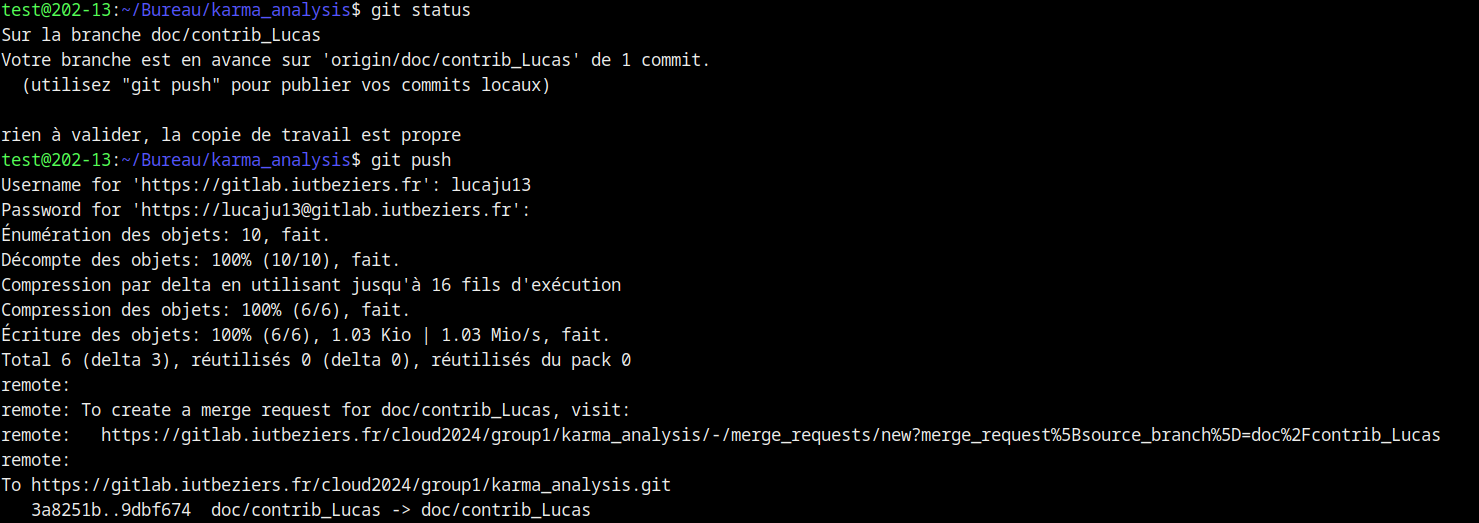 test@202-13:~/Bureau/karma_analysis$ git status
Sur la branche doc/contrib_Lucas
Votre branche est en avance sur 'origin/doc/contrib_Lucas' de 1 commit.
  (utilisez "git push" pour publier vos commits locaux)

rien à valider, la copie de travail est propre
test@202-13:~/Bureau/karma_analysis$ git push
Username for 'https://gitlab.iutbeziers.fr': lucaju13
Password for 'https://lucaju13@gitlab.iutbeziers.fr':
Énumération des objets: 10, fait.
Décompte des objets: 100% (10/10), fait.
Compression par delta en utilisant jusqu'à 16 fils d'exécution
Compression des objets: 100% (6/6), fait.
Écriture des objets: 100% (6/6), 1.03 Kio | 1.03 Mio/s, fait.
Total 6 (delta 3), réutilisés 0 (delta 0), réutilisés du pack 0
remote:
remote: To create a merge request for doc/contrib_Lucas, visit:
remote:   https://gitlab.iutbeziers.fr/cloud2024/group1/karma_analysis/-/merge_requests/new?merge_request%5Bsource_branch%5D=doc%2Fcontrib_Lucas
remote:
To https://gitlab.iutbeziers.fr/cloud2024/group1/karma_analysis.git
   3a8251b..9dbf674  doc/contrib_Lucas -> doc/contrib_Lucas